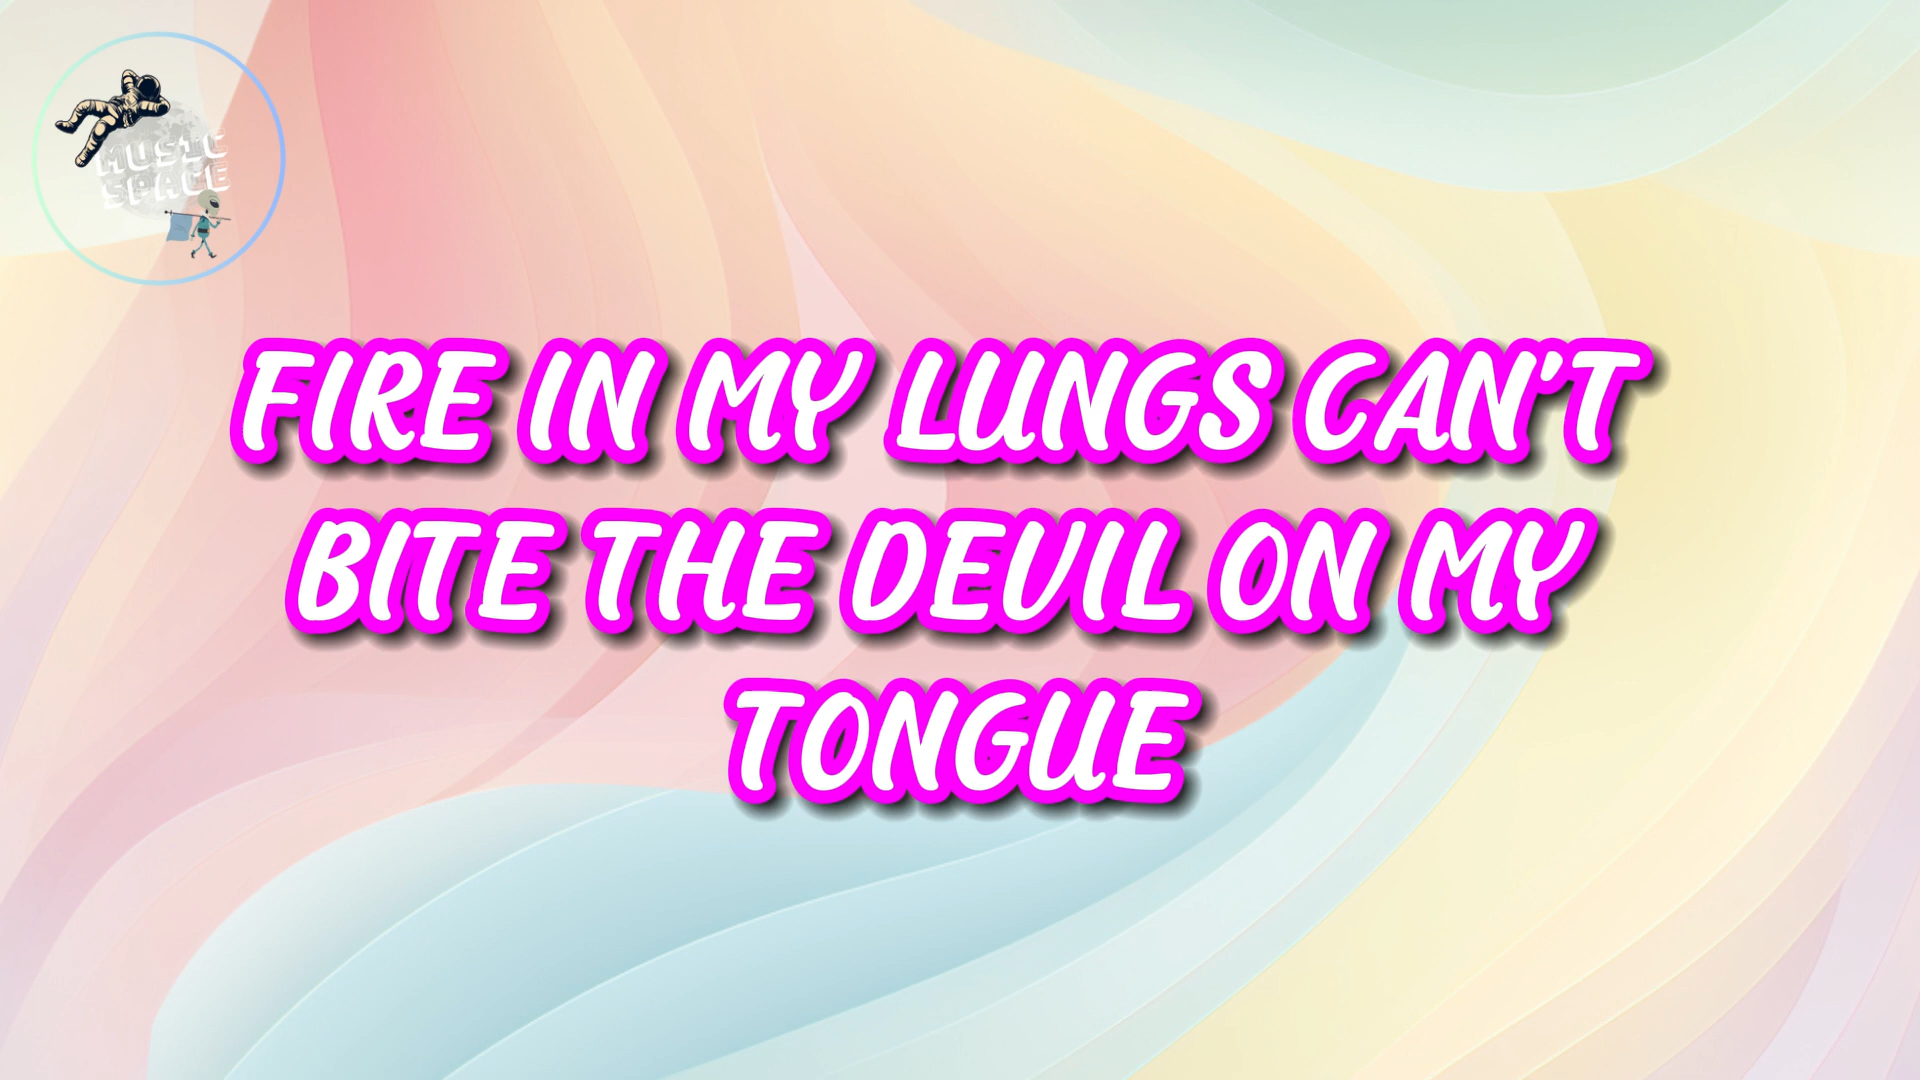 MUSIC
SPACE
FIRE IN MY LUNGS CAN'T
BITE THE DEVIL ON MY
TONGUE